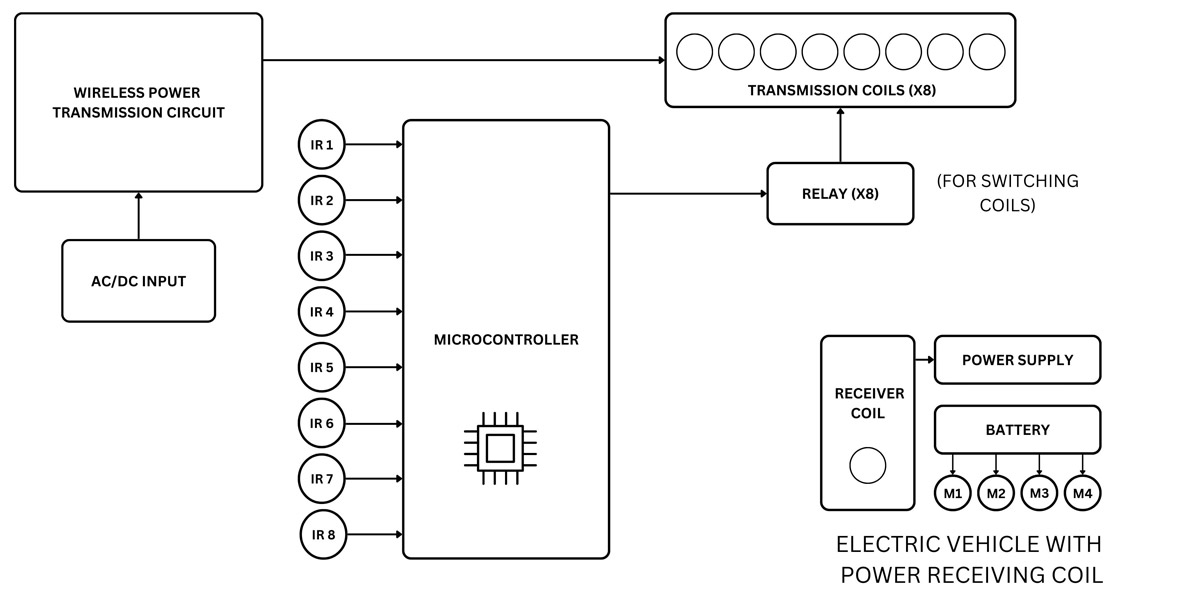 WIRELESS POWER
TRANSMISSION CIRCUIT
AC/DC INPUT
IR 1
IR 2
IR 3
IR 4
IR 5
IR 6
IR 7
IR 8
MICROCONTROLLER
TRANSMISSION COILS (X8)
RELAY (X8)
(FOR SWITCHING
COILS)
RECEIVER
COIL
POWER SUPPLY
BATTERY
M1 M2 M3 M4
ELECTRIC VEHICLE WITH
POWER RECEIVING COIL